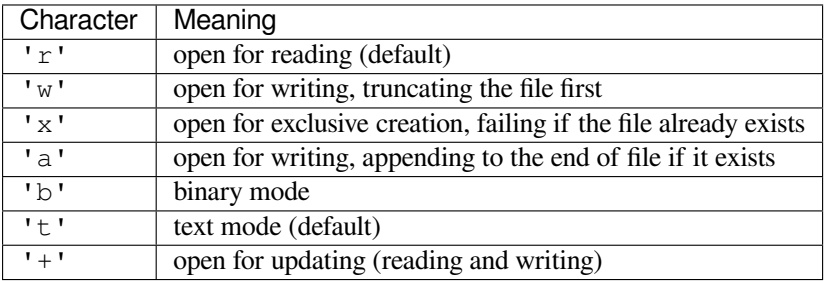 Character Meaning
'r' open for reading (default)
'w' open for writing, truncating the file first
'x' open for exclusive creation, failing if the file already exists
'a' open for writing, appending to the end of file if it exists
'b' binary mode
't' text mode (default)
'+' open for updating (reading and writing)